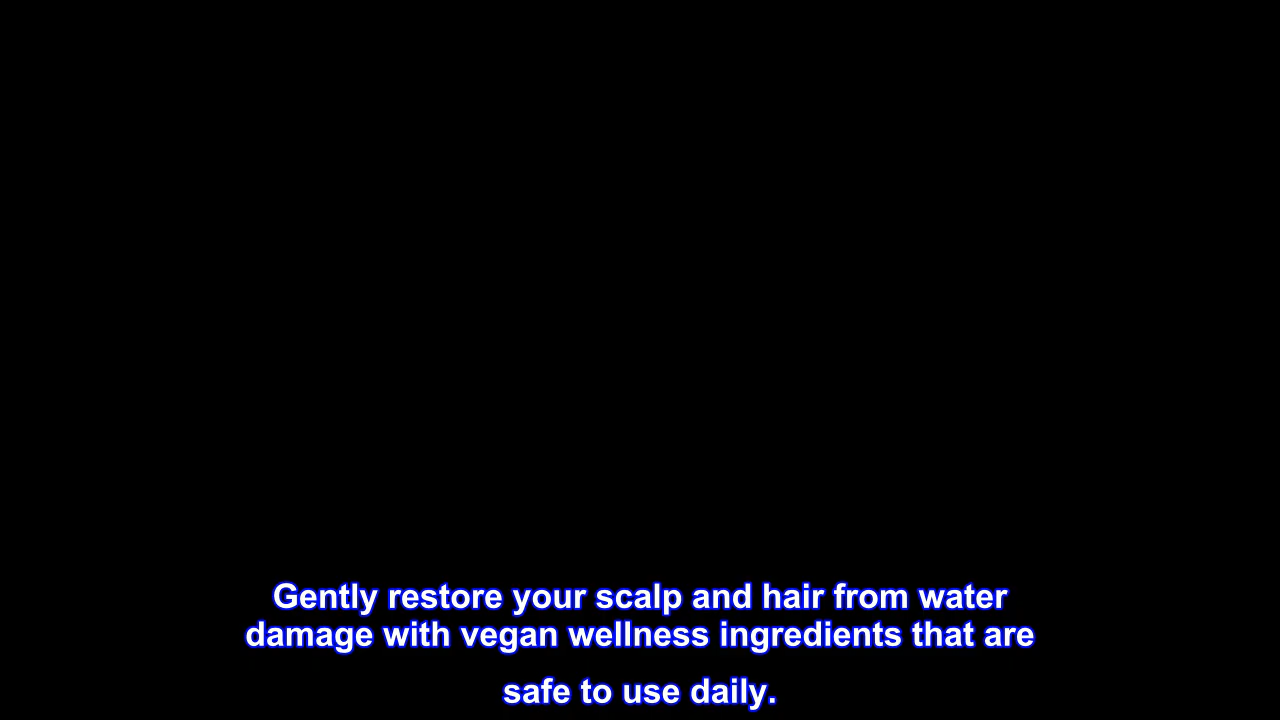 Gently restore your scalp and hair from water
damage with vegan wellness ingredients that are
safe to use daily.